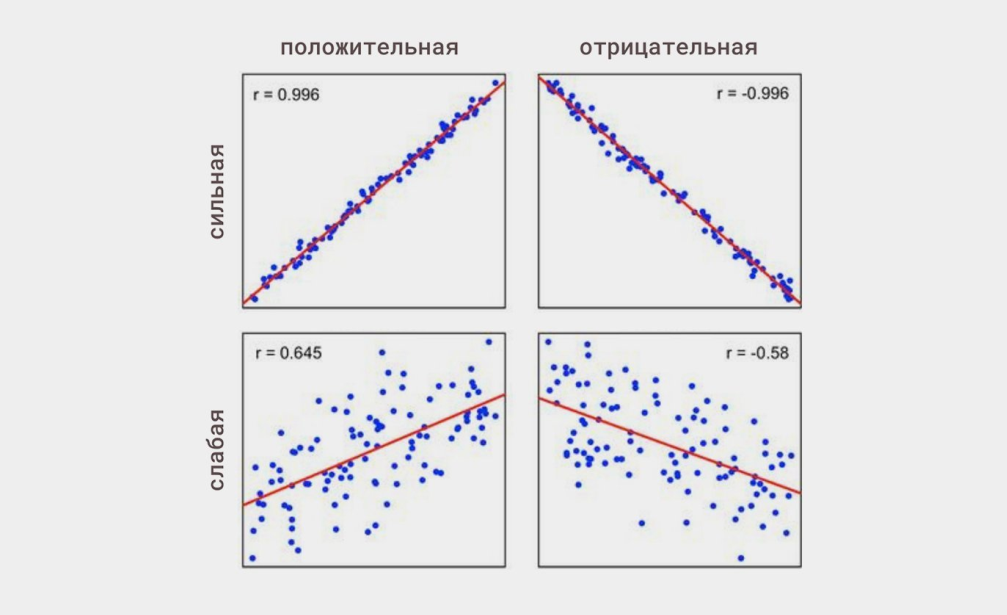 положительная
отрицательная
сильная
r = 0.996
r = -0.996
слабая
r = 0.645
r = -0.58